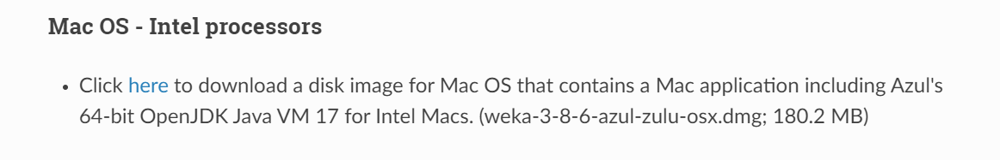 Mac OS - Intel processors
• Click here to download a disk image for Mac OS that contains a Mac application including Azul's
64-bit OpenJDK Java VM 17 for Intel Macs. (weka-3-8-6-azul-zulu-osx.dmg; 180.2 MB)